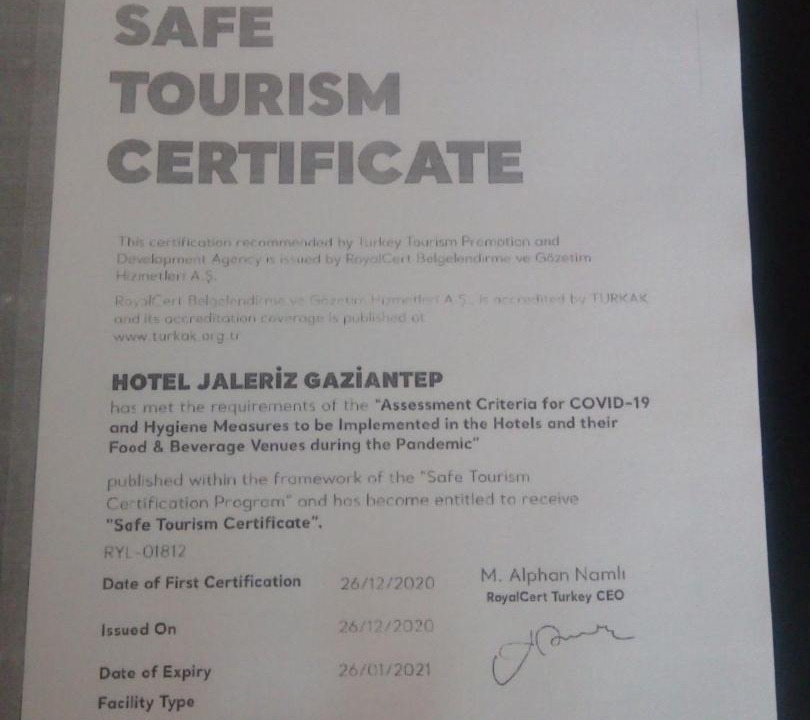 SAFE
TOURISM
CERTIFICATE
This certification recommended by Turkey Tourism Promotion and
Development Agency is issued by RoyalCert Belgelendirme ve Gözetim
Hizmetleri A.Ş.
RoyalCert Belgelendirme ve Gözetim Hizmetleri A.Ş., is accredited by TURKAK
and its accreditation coverage is published at
www.turkak.org.tr
HOTEL JALERİZ GAZİANTEP
has met the requirements of the "Assessment Criteria for COVID-19
and Hygiene Measures to be Implemented in the Hotels and their
Food & Beverage Venues during the Pandemic"
published within the framework of the "Safe Tourism
Certification Program" and has become entitled to receive
"Safe Tourism Certificate".
RYL-01812
Date of First Certification 26/12/2020 M. Alphan Namlı
RoyalCert Turkey CEO
Issued On 26/12/2020
Date of Expiry 26/01/2021
Facility Type